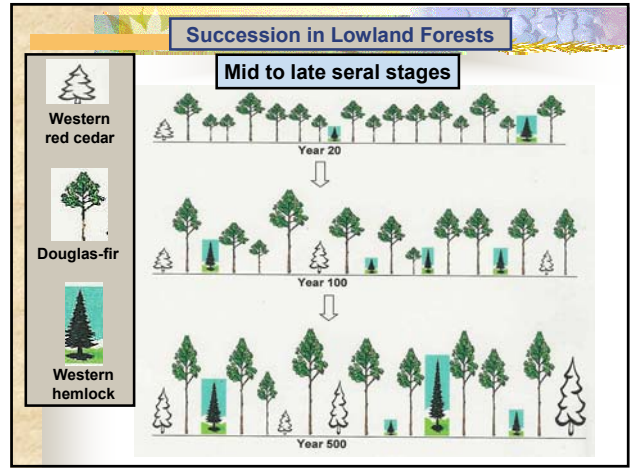 Succession in Lowland Forests
Mid to late seral stages
Western
red cedar
Douglas-fir
Western
hemlock
Year 20
Year 100
Year 500